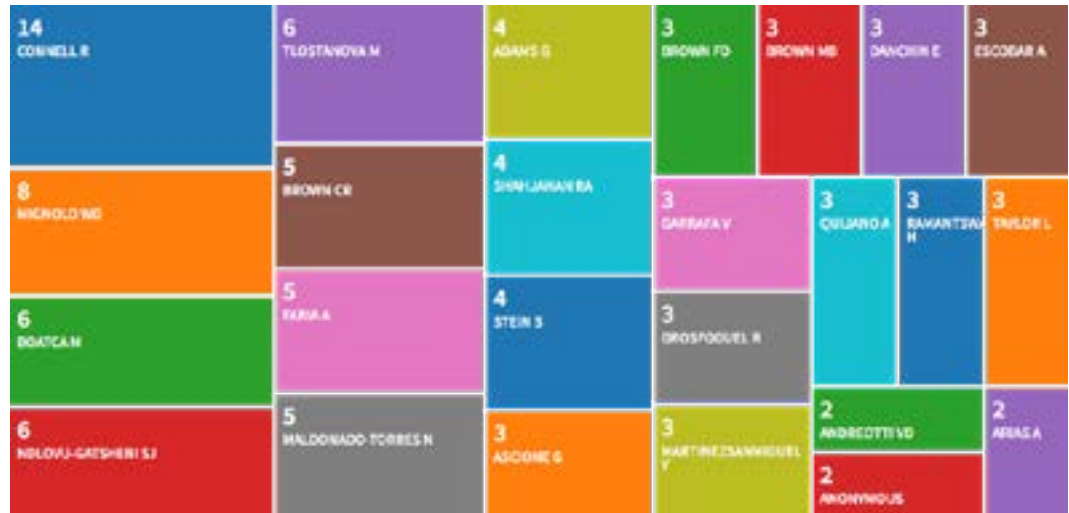 14
CONNELL R
8
MIGNOLO WD
6
BOATCA M
6
NDLOVU-GATSHENI SJ
6
TLOSTANOVA M
5
BROWN CR
5
FARIA A
5
MALDONADO-TORRES N
4
ADAMS G
4
SHAHJAHAN RA
4
STEIN S
3
ASCIONE G
3
BROWN FD
3
BROWN MB
3
DANCHIN E
3
ESCOBAR A
3
GARRAFA V
3
GROSFOGUEL R
3
MARTINEZSANMIGUEL
Y
3
QUIJANO A
3
RAMANTSWA
M
3
TAYLOR L
2
ANDREOTTI VD
2
ANONYMOUS
2
ARIAS A